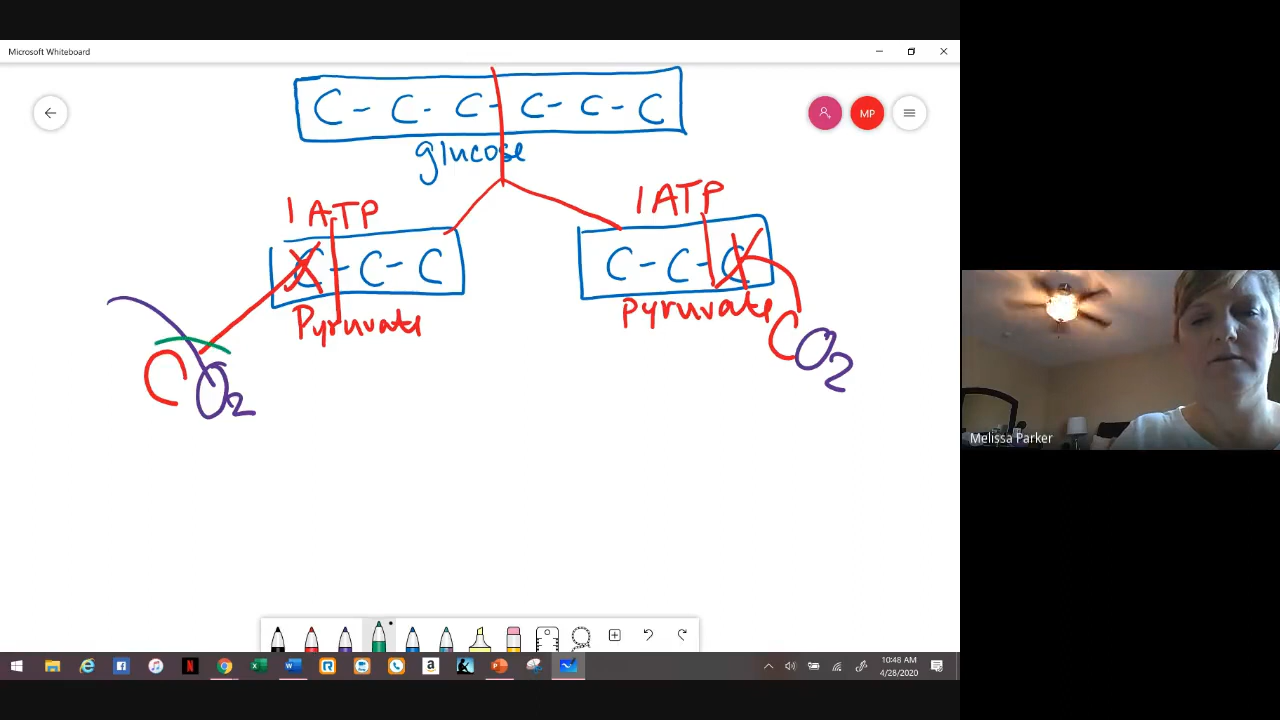 Microsoft Whiteboard
C - C - C - C - C - C
glucose
MP
1 ATP
1 ATP
C - C - C
C - C - C
Pyruvate
pyruvate
CO2
CO2
Melissa Parker
10:48 AM
4/28/2020